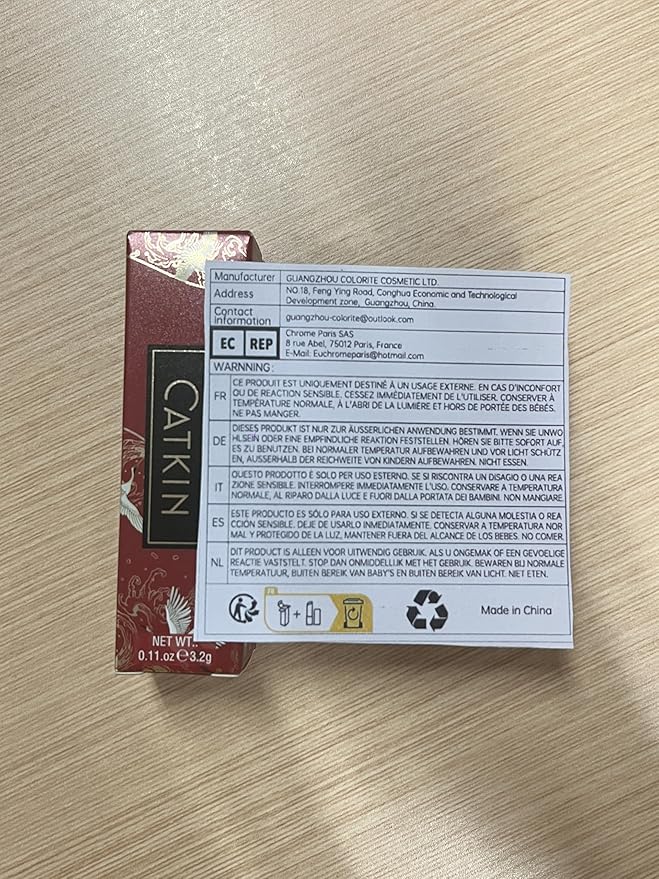 Manufacturer GUANGZHOU COLORITE COSMETIC LTD.
Address NO.18, Feng Ying Road, Conghua Economic and Technological
Development zone, Guangzhou, China.
Contact
Information guangzhou-colorite@outlook.com
EC REP Chrome Paris SAS
8 rue Abel, 75012 Paris, France
E-Mail: Euchromeparis@hotmail.com
WARNNING:
FR CE PRODUIT EST UNIQUEMENT DESTINÉ À UN USAGE EXTERNE. EN CAS D'INCONFORT
OU DE REACTION SENSIBLE. CESSEZ IMMÉDIATEMENT DE L'UTILISER. CONSERVER À
TEMPÉRATURE NORMALE, À L'ABRI DE LA LUMIÈRE ET HORS DE PORTÉE DES BÉBÉS.
NE PAS MANGER.
DE DIESES PRODUKT IST NUR ZUR ÄUSSERLICHEN ANWENDUNG BESTIMMT. WENN SIE UNWO
HLSEIN ODER EINE EMPFINDLICHE REAKTION FESTSTELLEN. HÖREN SIE BITTE SOFORT AUF,
ES ZU BENUTZEN. BEI NORMALER TEMPERATUR AUFBEWAHREN UND VOR LICHT SCHÜTZ
EN, AUSSERHALB DER REICHWEITE VON KINDERN AUFBEWAHREN. NICHT ESSEN.
IT QUESTO PRODOTTO È SOLO PER USO ESTERNO. SE SI RISCONTRA UN DISAGIO O UNA REA
ZIONE SENSIBILE. INTERROMPERE IMMEDIATAMENTE L'USO. CONSERVARE A TEMPERATURA
NORMALE, AL RIPARO DALLA LUCE E FUORI DALLA PORTATA DEI BAMBINI. NON MANGIARE.
ES ESTE PRODUCTO ES SÓLO PARA USO EXTERNO. SI SE DETECTA ALGUNA MOLESTIA O REA
CCIÓN SENSIBLE. DEJE DE USARLO INMEDIATAMENTE. CONSERVAR A TEMPERATURA NOR
MAL Y PROTEGIDO DE LA LUZ, MANTENER FUERA DEL ALCANCE DE LOS BEBES. NO COMER.
NL DIT PRODUCT IS ALLEEN VOOR UITWENDIG GEBRUIK. ALS U ONGEMAK OF EEN GEVOELIGE
REACTIE VASTSTELT. STOP DAN ONMIDDELLIJK MET HET GEBRUIK. BEWAREN BIJ NORMALE
TEMPERATUUR, BUITEN BEREIK VAN BABY'S EN BUITEN BEREIK VAN LICHT. NIET ETEN.
FR
Made in China
CATKIN
NET WT.:
0.11.oz ℮3.2g